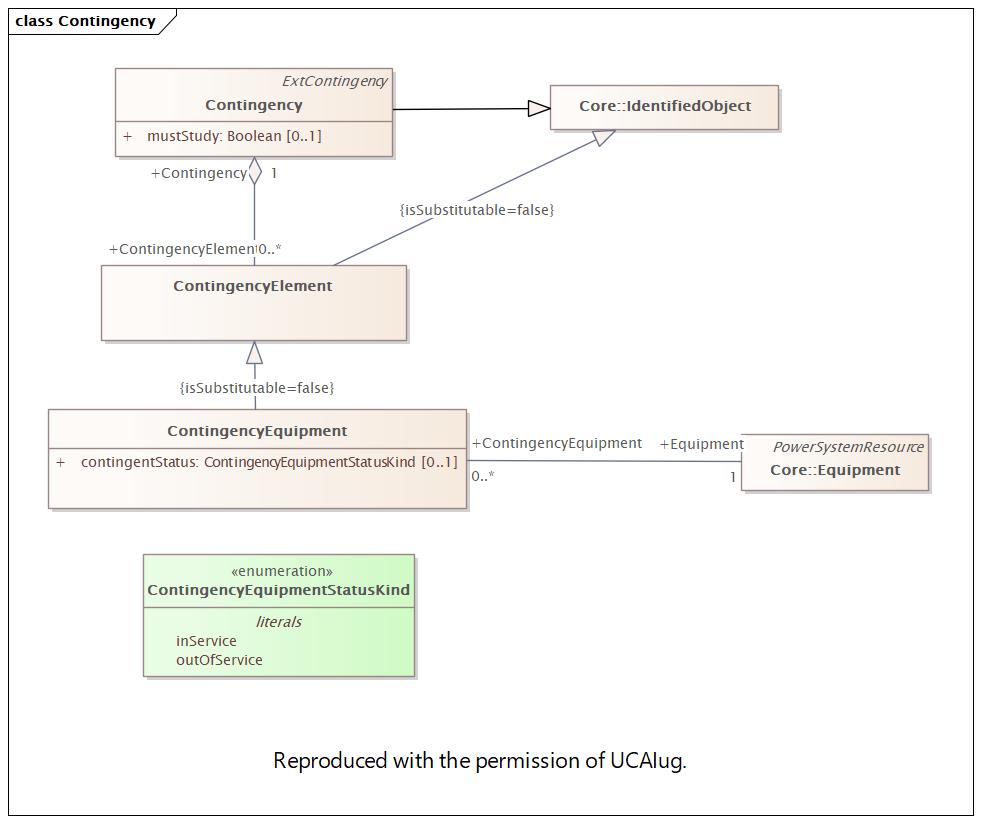 class Contingency
ExtContingency
Contingency
+ mustStudy: Boolean [0..1]
Core::IdentifiedObject
+Contingency 1
{isSubstitutable=false}
+ContingencyElement 0..*
ContingencyElement
{isSubstitutable=false}
ContingencyEquipment
+ contingentStatus: ContingencyEquipmentStatusKind [0..1]
+ContingencyEquipment +Equipment
0..* 1
PowerSystemResource
Core::Equipment
«enumeration»
ContingencyEquipmentStatusKind
literals
inService
outOfService
Reproduced with the permission of UCAIug.